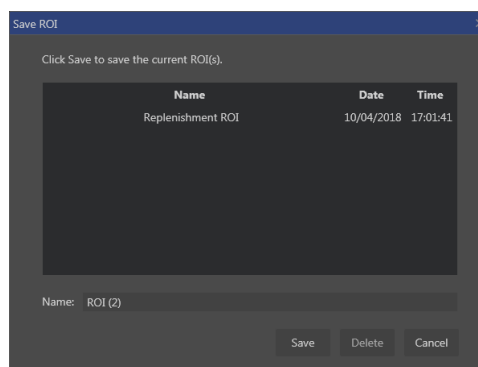 Save ROI
Click Save to save the current ROI(s).
Name Date Time
Replenishment ROI 10/04/2018 17:01:41
Name: ROI (2)
Save Delete Cancel